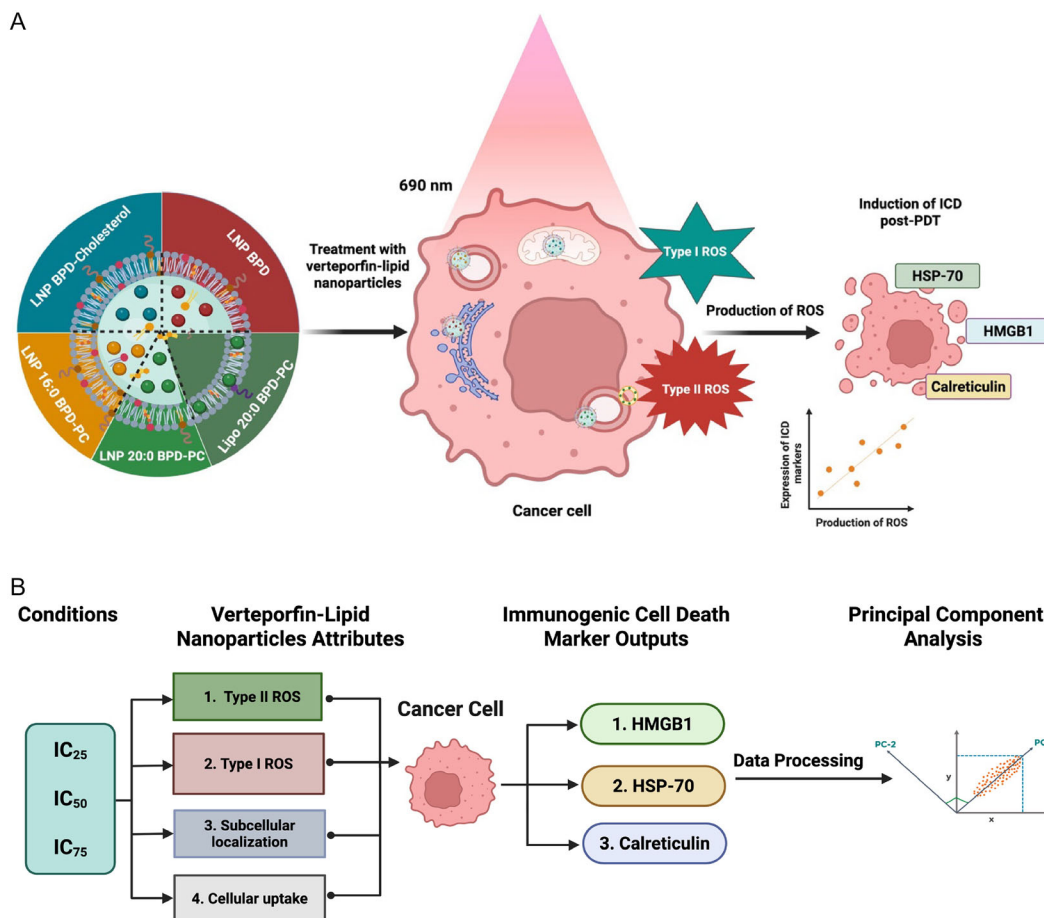 A
LNP BPD-Cholesterol
LNP BPD
LNP 16:0 BPD-PC
LNP 20:0 BPD-PC
Lipo 20:0 BPD-PC
Treatment with
verteporfin-lipid
nanoparticles
690 nm
Cancer cell
Type I ROS
Type II ROS
Production of ROS
Induction of ICD
post-PDT
HSP-70
HMGB1
Calreticulin
Expression of ICD
markers
Production of ROS
B
Conditions
Verteporfin-Lipid
Nanoparticles Attributes
Immunogenic Cell Death
Marker Outputs
Principal Component
Analysis
IC25
IC50
IC75
1. Type II ROS
2. Type I ROS
3. Subcellular
localization
4. Cellular uptake
Cancer Cell
1. HMGB1
2. HSP-70
3. Calreticulin
Data Processing
PC-2
PC
y
x